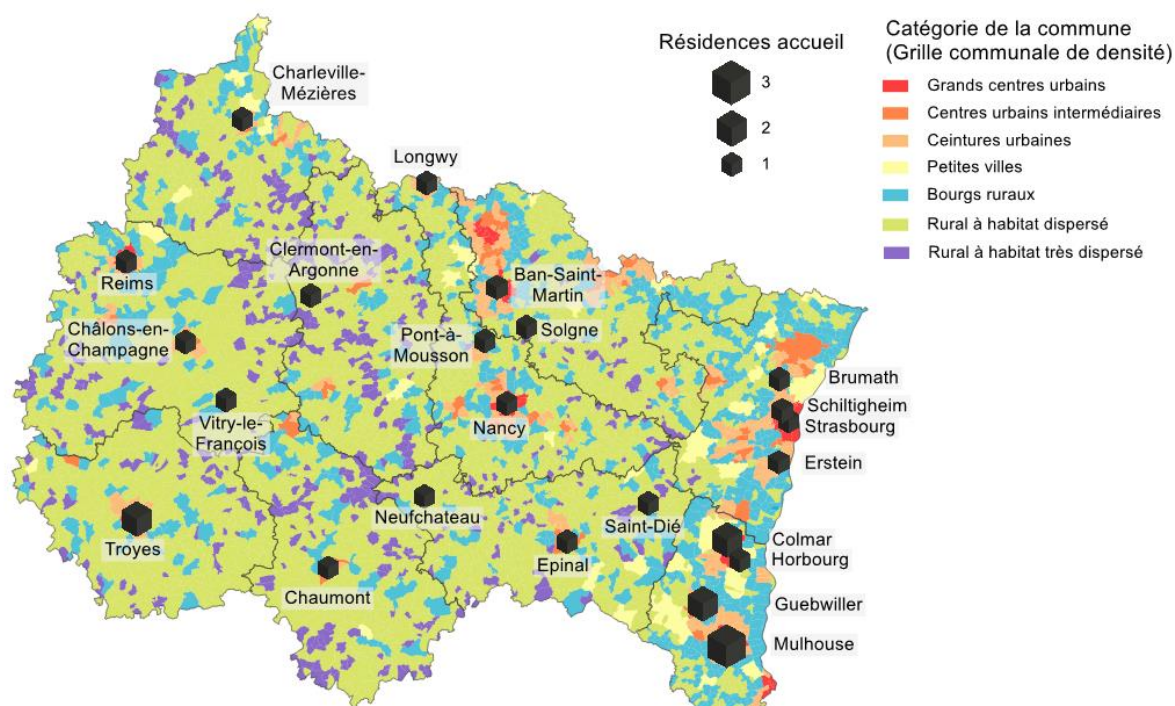 Résidences accueil
3
2
1
Catégorie de la commune
(Grille communale de densité)
Grands centres urbains
Centres urbains intermédiaires
Ceintures urbaines
Petites villes
Bourgs ruraux
Rural à habitat dispersé
Rural à habitat très dispersé
Charleville-
Mézières
Longwy
Clermont-en-
Argonne
Reims
Ban-Saint-
Martin
Châlons-en-
Champagne
Pont-à-
Mousson
Solgne
Brumath
Vitry-le-
François
Nancy
Schiltigheim
Strasbourg
Erstein
Neufchateau
Saint-Dié
Troyes
Epinal
Colmar
Horbourg
Chaumont
Guebwiller
Mulhouse